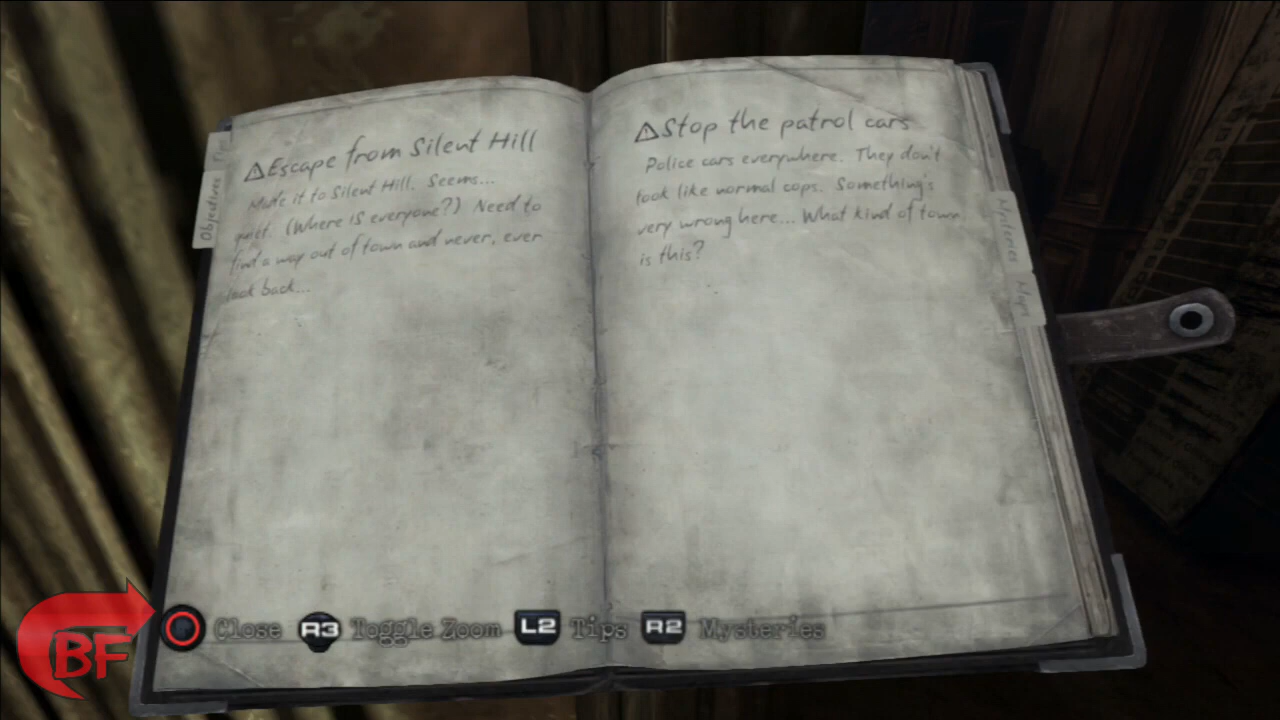 Tips
Objectives
⚠Escape from Silent Hill
Made it to Silent Hill. Seems...
quiet. (Where IS everyone?) Need to
find a way out of town and never, ever
look back...
⚠Stop the patrol cars
Police cars everywhere. They don't
look like normal cops. Something's
very wrong here... What kind of town
is this?
Mysteries
Maps
Close R3 Toggle Zoom L2 Tips R2 Mysteries
BF